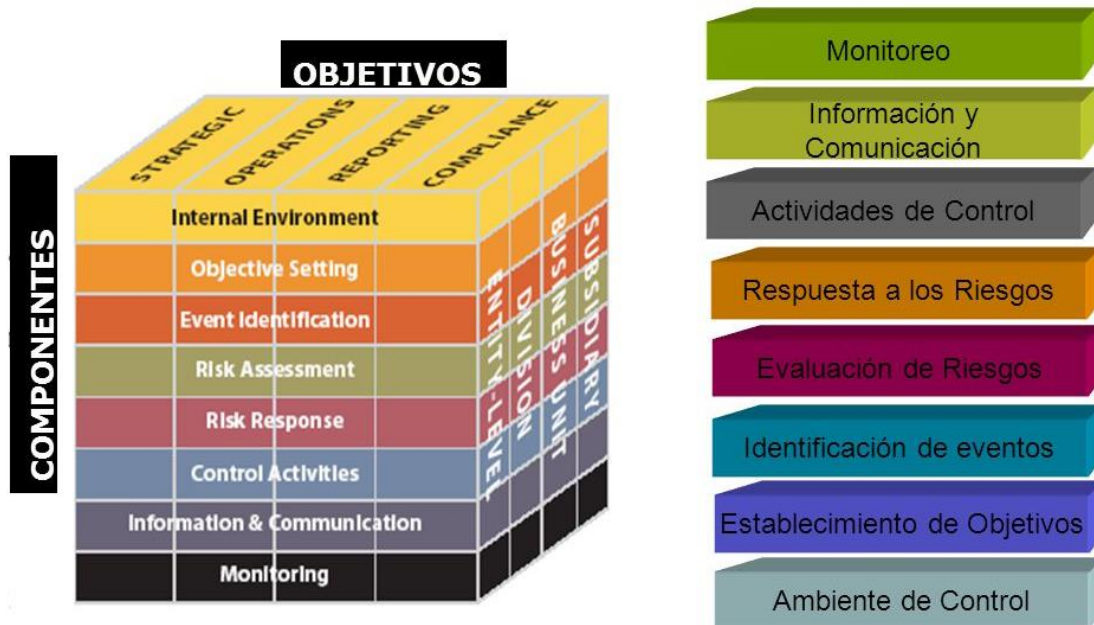 OBJETIVOS
COMPONENTES
STRATEGIC
OPERATIONS
REPORTING
COMPLIANCE
Internal Environment
Objective Setting
Event Identification
Risk Assessment
Risk Response
Control Activities
Information & Communication
Monitoring
ENTITY-LEVEL
DIVISION
BUSINESS UNIT
SUBSIDIARY
Monitoreo
Información y
Comunicación
Actividades de Control
Respuesta a los Riesgos
Evaluación de Riesgos
Identificación de eventos
Establecimiento de Objetivos
Ambiente de Control